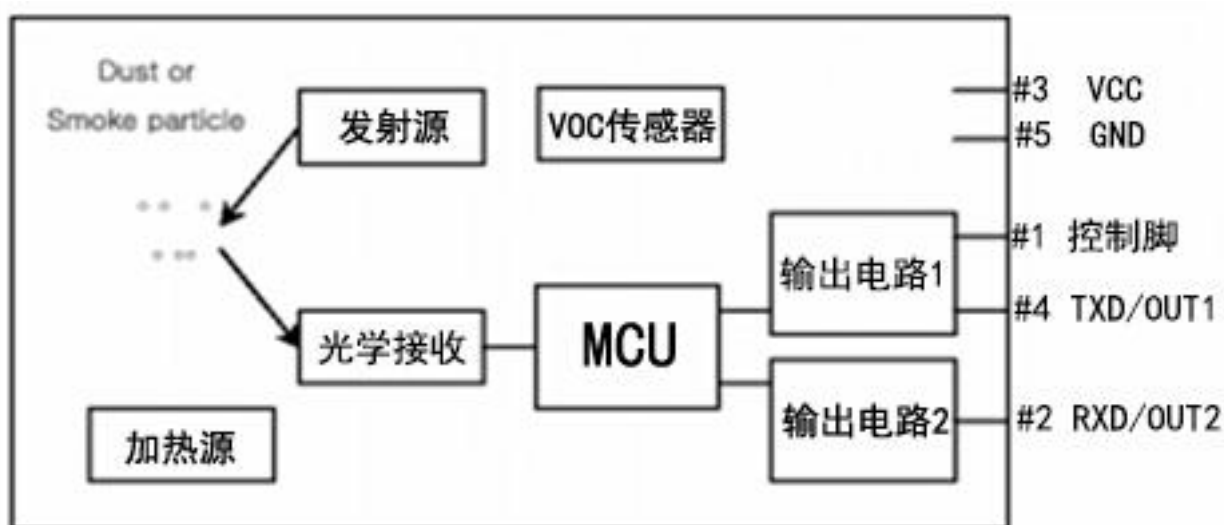 Dust or
Smoke particle
发射源
VOC传感器
#3 VCC
#5 GND
#1 控制脚
输出电路1
#4 TXD/OUT1
光学接收
MCU
输出电路2
#2 RXD/OUT2
加热源